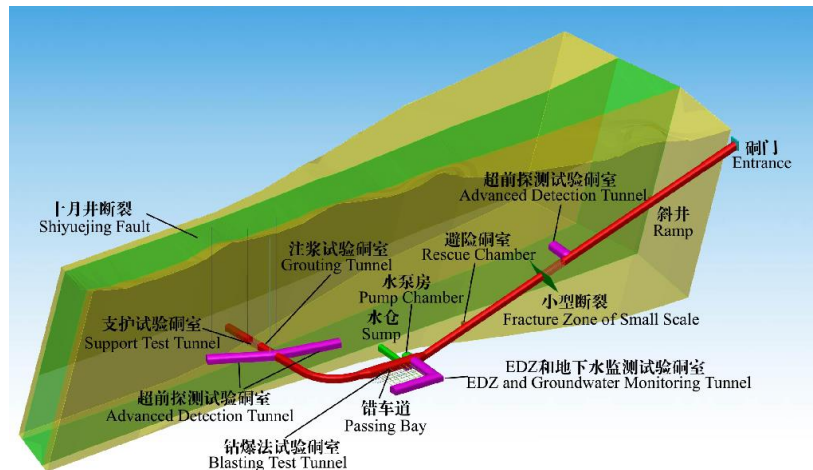 硐门
Entrance
超前探测试验硐室
Advanced Detection Tunnel
斜井
Ramp
十月井断裂
Shiyuejing Fault
避险硐室
Rescue Chamber
注浆试验硐室
Grouting Tunnel
水泵房
Pump Chamber
小型断裂
Fracture Zone of Small Scale
水仓
Sump
支护试验硐室
Support Test Tunnel
EDZ和地下水监测试验硐室
EDZ and Groundwater Monitoring Tunnel
超前探测试验硐室
Advanced Detection Tunnel
错车道
Passing Bay
钻爆法试验硐室
Blasting Test Tunnel